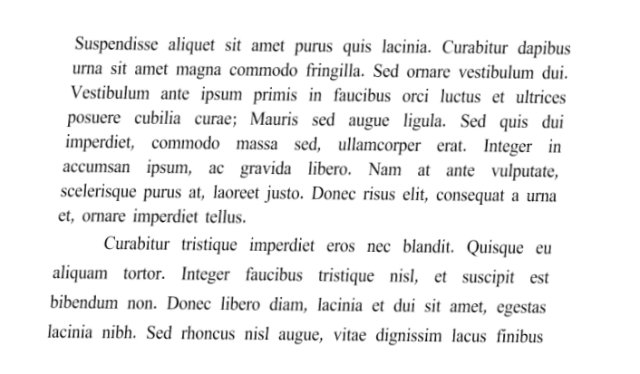 Suspendisse aliquet sit amet purus quis lacinia. Curabitur dapibus
urna sit amet magna commodo fringilla. Sed ornare vestibulum dui.
Vestibulum ante ipsum primis in faucibus orci luctus et ultrices
posuere cubilia curae; Mauris sed augue ligula. Sed quis dui
imperdiet, commodo massa sed, ullamcorper erat. Integer in
accumsan ipsum, ac gravida libero. Nam at ante vulputate,
scelerisque purus at, laoreet justo. Donec risus elit, consequat a urna
et, ornare imperdiet tellus.
Curabitur tristique imperdiet eros nec blandit. Quisque eu
aliquam tortor. Integer faucibus tristique nisl, et suscipit est
bibendum non. Donec libero diam, lacinia et dui sit amet, egestas
lacinia nibh. Sed rhoncus nisl augue, vitae dignissim lacus finibus